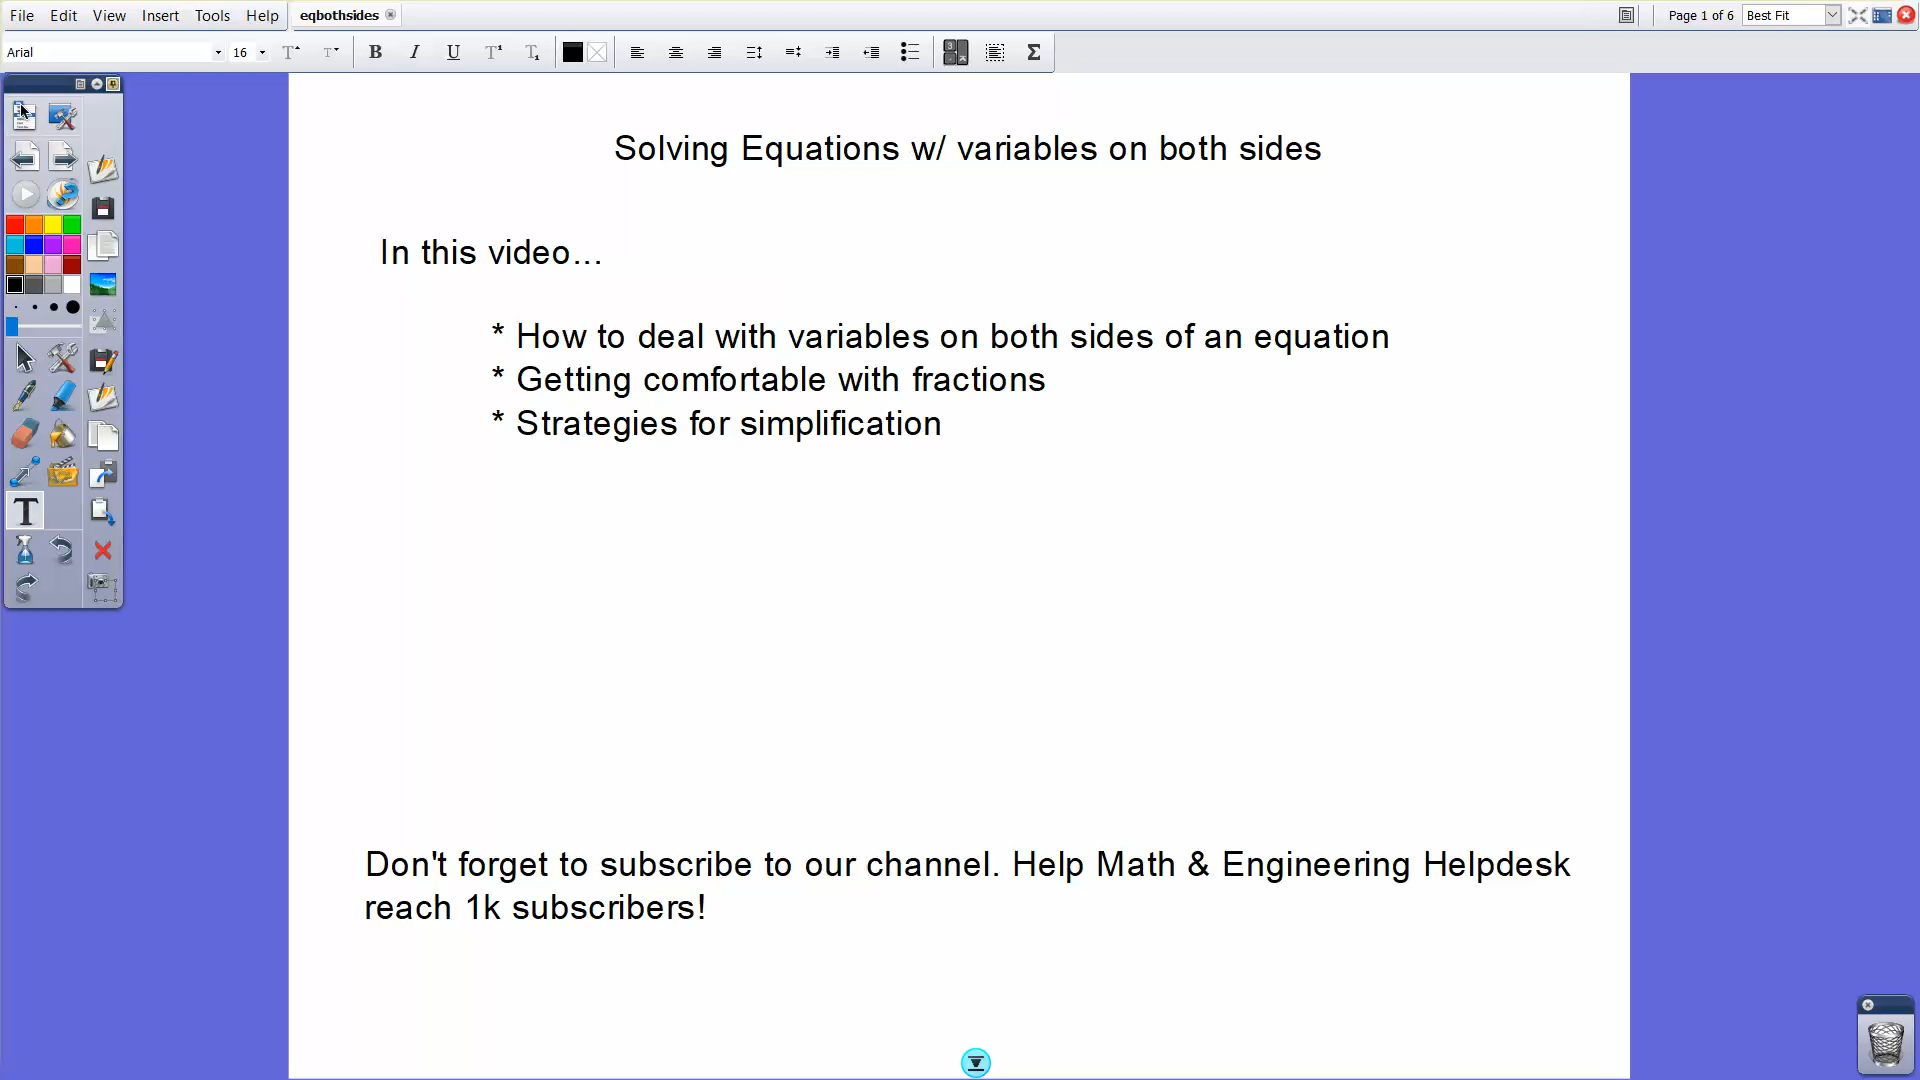 File Edit View Insert Tools Help eqbothsides Page 1 of 6 Best Fit
Arial 16 B I U
Solving Equations w/ variables on both sides
In this video...
* How to deal with variables on both sides of an equation
* Getting comfortable with fractions
* Strategies for simplification
Don't forget to subscribe to our channel. Help Math & Engineering Helpdesk
reach 1k subscribers!